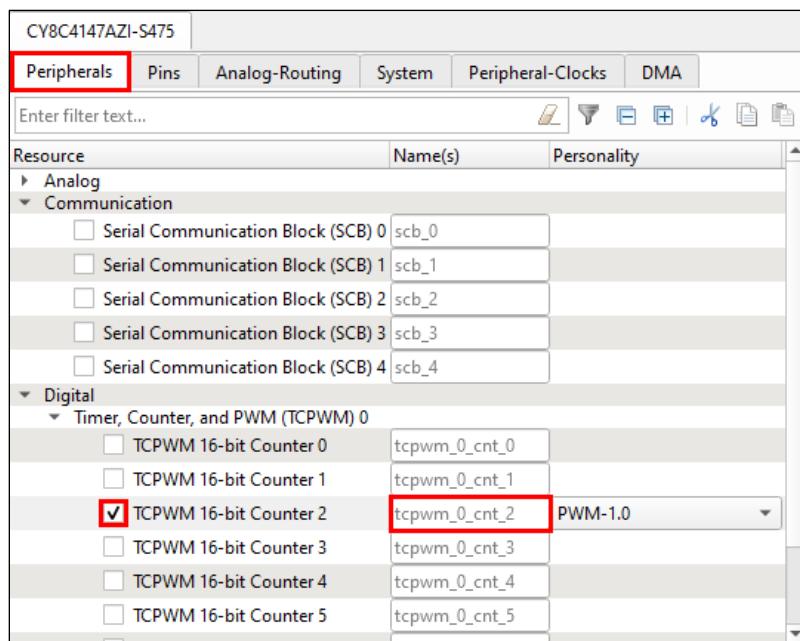 CY8C4147AZI-S475
Peripherals Pins Analog-Routing System Peripheral-Clocks DMA
Enter filter text...
Resource Name(s) Personality
Analog
Communication
Serial Communication Block (SCB) 0 scb_0
Serial Communication Block (SCB) 1 scb_1
Serial Communication Block (SCB) 2 scb_2
Serial Communication Block (SCB) 3 scb_3
Serial Communication Block (SCB) 4 scb_4
Digital
Timer, Counter, and PWM (TCPWM) 0
TCPWM 16-bit Counter 0 tcpwm_0_cnt_0
TCPWM 16-bit Counter 1 tcpwm_0_cnt_1
TCPWM 16-bit Counter 2 tcpwm_0_cnt_2 PWM-1.0
TCPWM 16-bit Counter 3 tcpwm_0_cnt_3
TCPWM 16-bit Counter 4 tcpwm_0_cnt_4
TCPWM 16-bit Counter 5 tcpwm_0_cnt_5